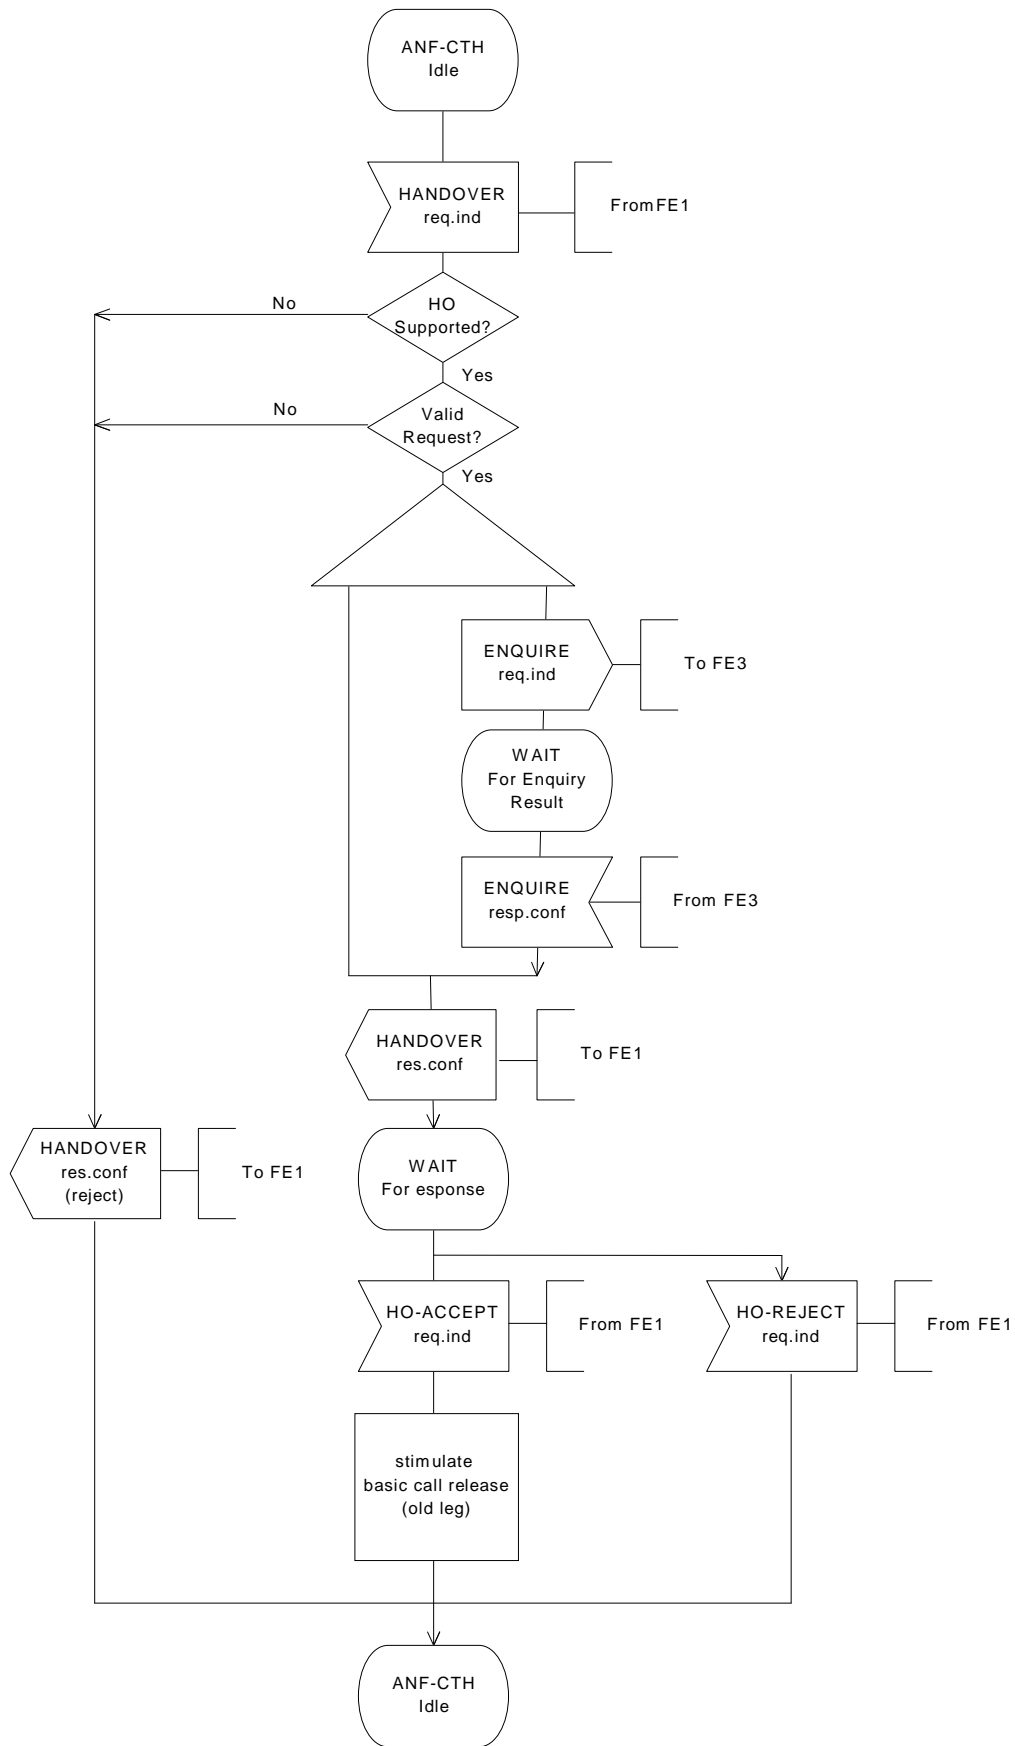 ANF-CTH
Idle
HANDOVER
req.ind
FromFE1
HO
Supported?
No
Yes
Valid
Request?
No
Yes
ENQUIRE
req.ind
To FE3
WAIT
For Enquiry
Result
ENQUIRE
resp.conf
From FE3
HANDOVER
res.conf
To FE1
HANDOVER
res.conf
(reject)
To FE1
WAIT
For esponse
HO-ACCEPT
req.ind
From FE1
HO-REJECT
req.ind
From FE1
stimulate
basic call release
(old leg)
ANF-CTH
Idle